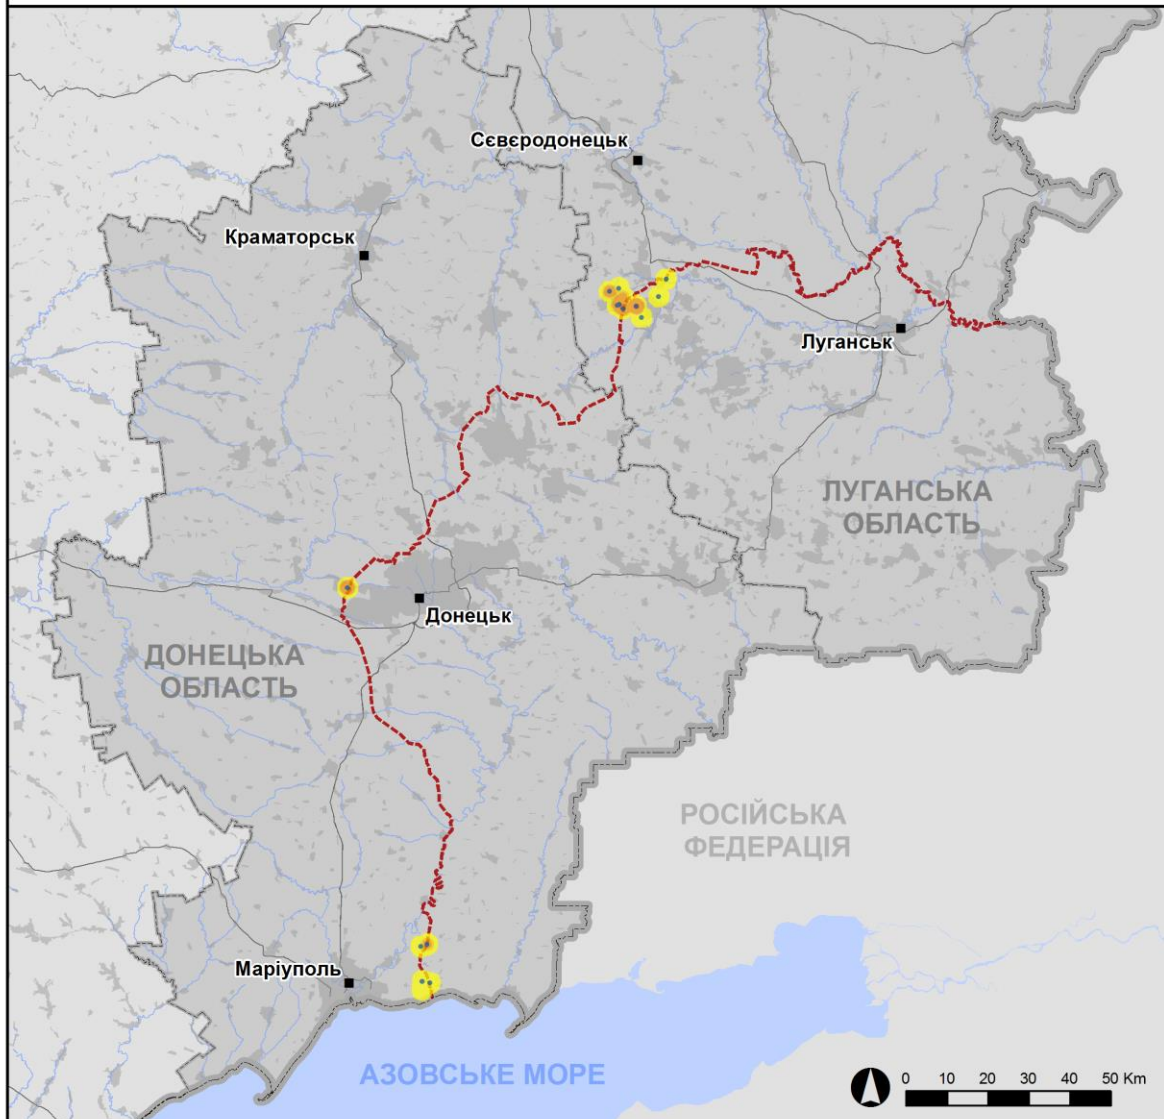 Сєвєродонецьк
Краматорськ
Луганськ
ЛУГАНСЬКА
ОБЛАСТЬ
Донецьк
ДОНЕЦЬКА
ОБЛАСТЬ
РОСІЙСЬКА
ФЕДЕРАЦІЯ
Маріуполь
АЗОВСЬКЕ МОРЕ
0 10 20 30 40 50 Km